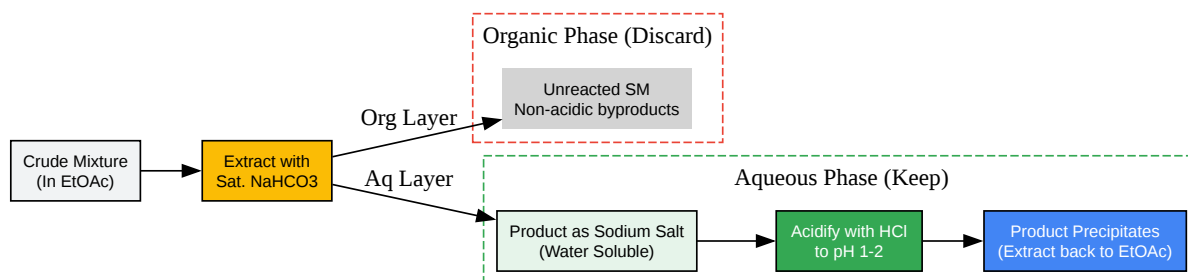 Organic Phase (Discard)
Unreacted SM
Non-acidic byproducts
Org Layer
Crude Mixture
(In EtOAc)
Extract with
Sat. NaHCO3
Aq Layer
Aqueous Phase (Keep)
Product as Sodium Salt
(Water Soluble)
Acidify with HCl
to pH 1-2
Product Precipitates
(Extract back to EtOAc)